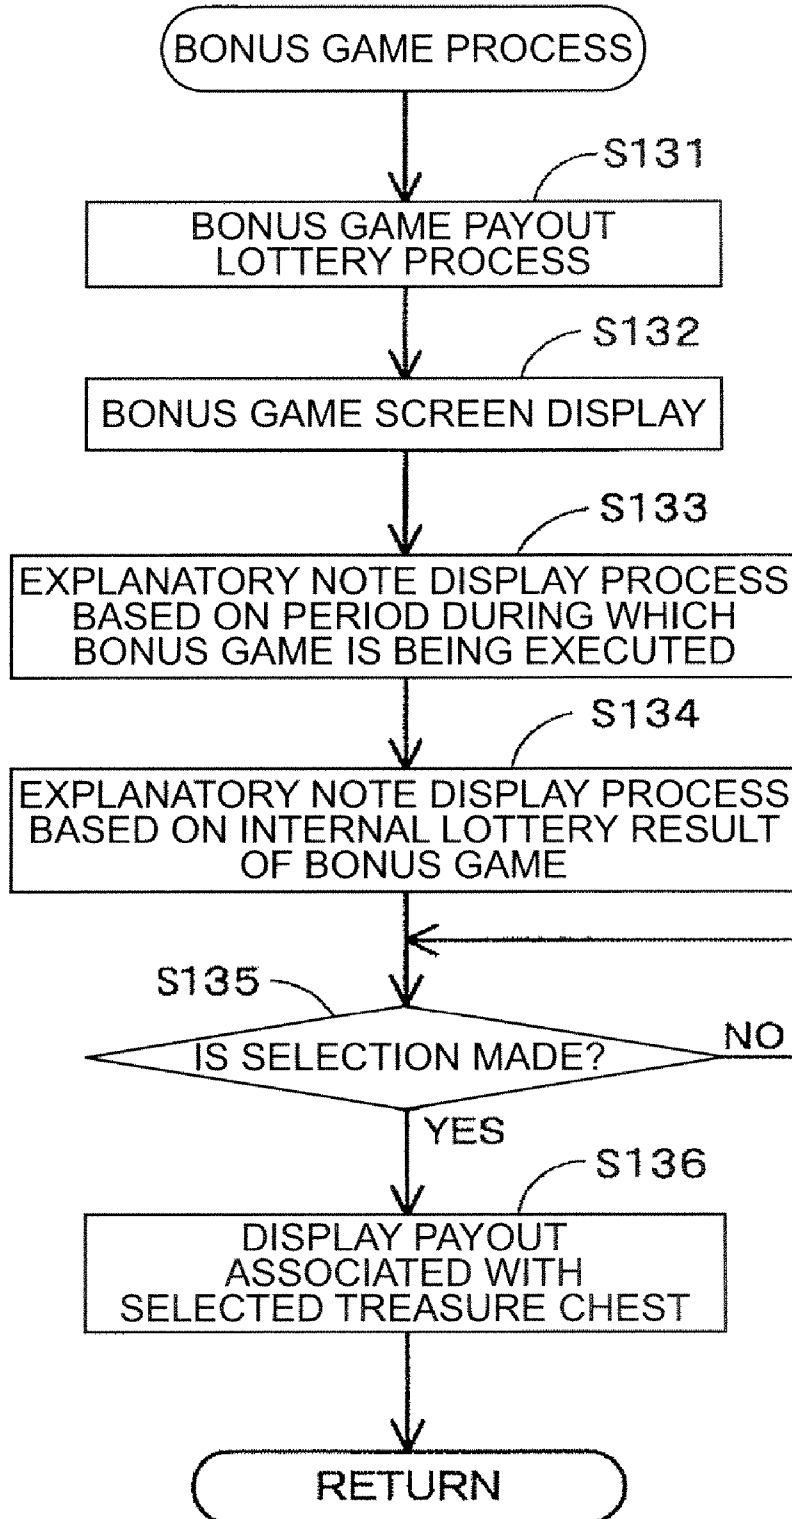 BONUS GAME PROCESS
S131
BONUS GAME PAYOUT
LOTTERY PROCESS
S132
BONUS GAME SCREEN DISPLAY
S133
EXPLANATORY NOTE DISPLAY PROCESS
BASED ON PERIOD DURING WHICH
BONUS GAME IS BEING EXECUTED
S134
EXPLANATORY NOTE DISPLAY PROCESS
BASED ON INTERNAL LOTTERY RESULT
OF BONUS GAME
S135
IS SELECTION MADE?
NO
YES
S136
DISPLAY PAYOUT
ASSOCIATED WITH
SELECTED TREASURE CHEST
RETURN